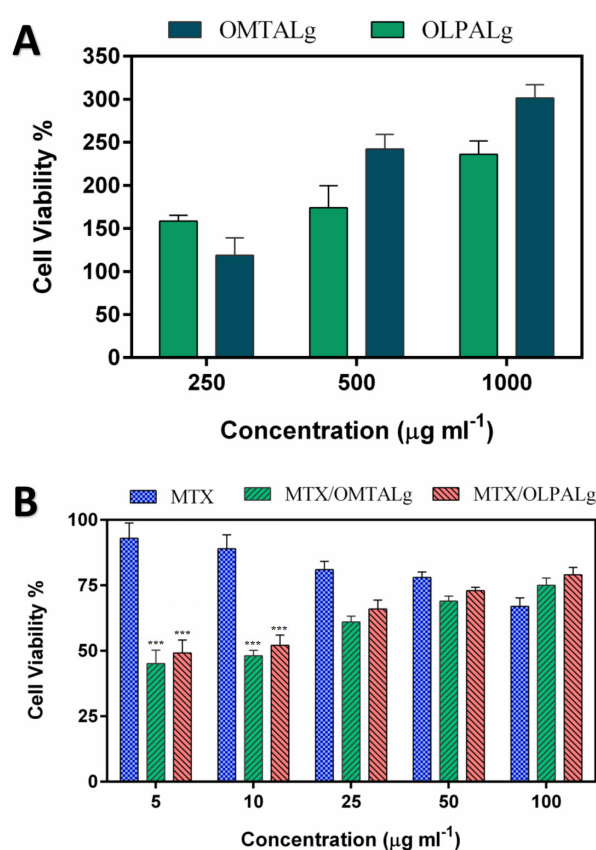 A
OMTALg OLPALg
Cell Viability %
350
300
250
200
150
100
50
0
250 500 1000
Concentration (μg ml-1)
B
MTX MTX/OMTALg MTX/OLPALg
Cell Viability %
100
75
50
25
0
*** *** *** ***
5 10 25 50 100
Concentration (μg ml-1)